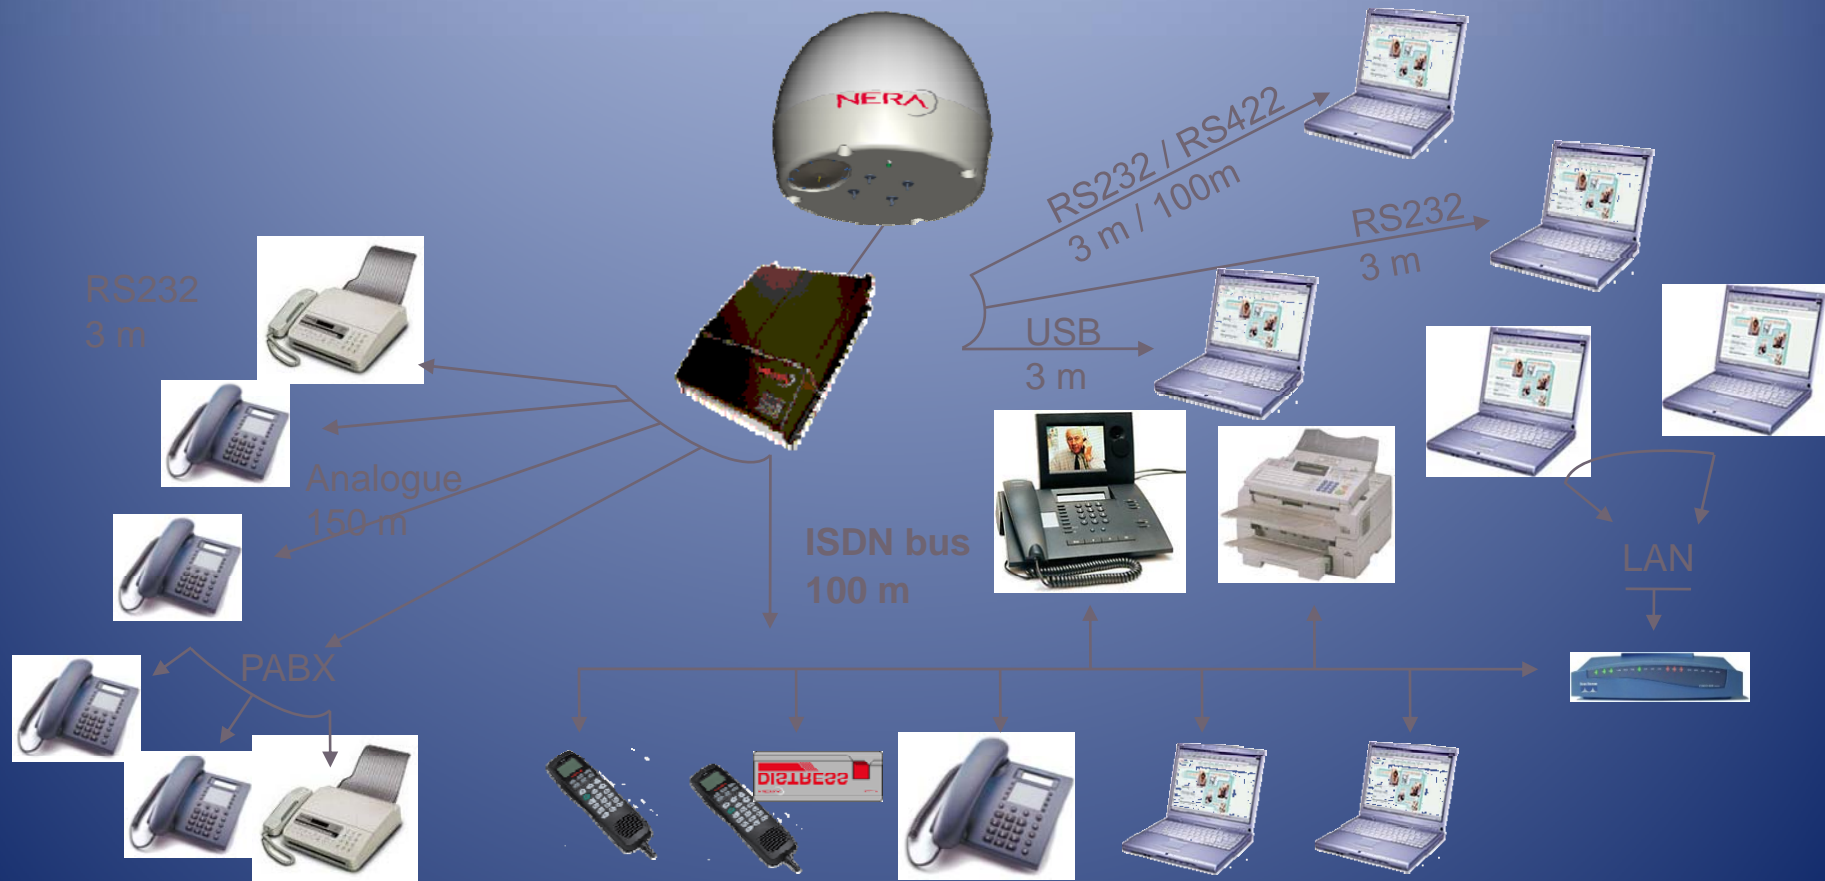 NERA
RS232 / RS422
3 m / 100m
RS232
3 m
RS232
3 m
USB
3 m
Analogue
150 m
ISDN bus
100 m
LAN
PABX
DISTRESS